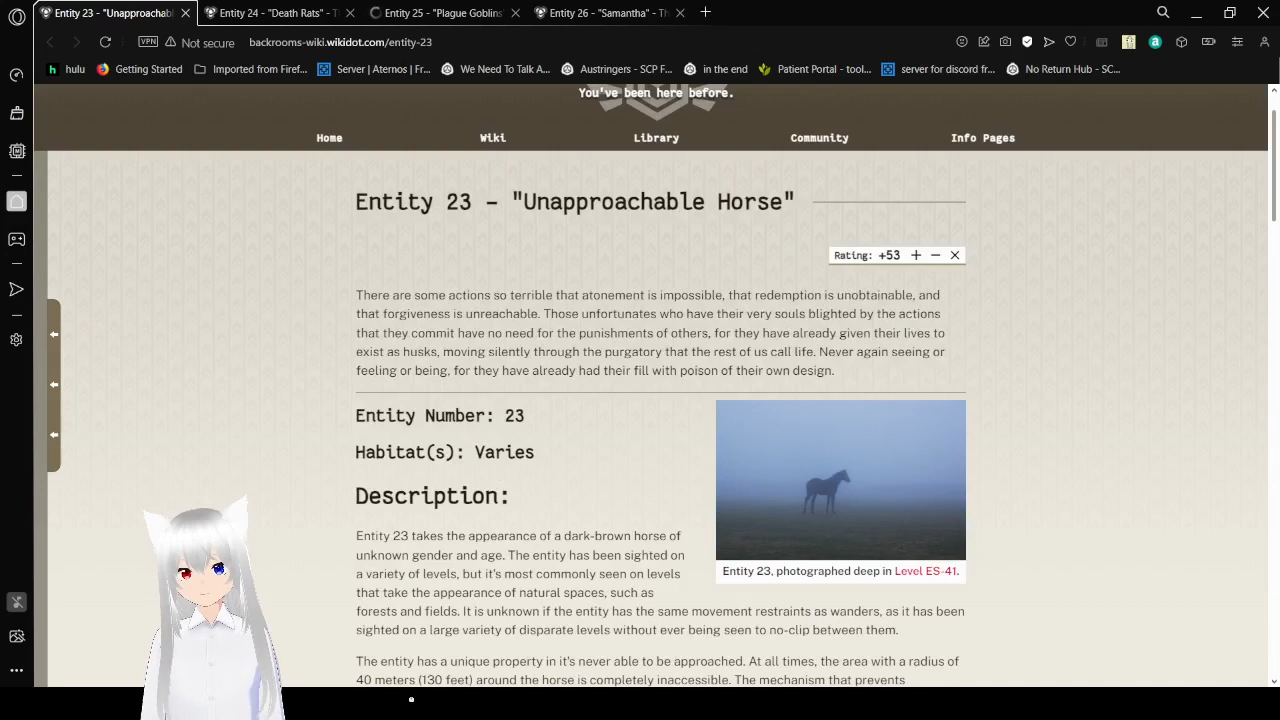 Entity 23 - "Unapproachabl
Entity 24 - "Death Rats" - T
Entity 25 - "Plague Goblins"
Entity 26 - "Samantha" - Th
VPN
Not secure
backrooms-wiki.wikidot.com/entity-23
hulu
Getting Started
Imported from Firef...
Server | Aternos | Fr...
We Need To Talk A...
Austringers - SCP F...
in the end
Patient Portal - tool...
server for discord fr...
No Return Hub - SC...
You've been here before.
Home
Wiki
Library
Community
Info Pages
Entity 23 - "Unapproachable Horse"
Rating: +53 + − ×
There are some actions so terrible that atonement is impossible, that redemption is unobtainable, and
that forgiveness is unreachable. Those unfortunates who have their very souls blighted by the actions
that they commit have no need for the punishments of others, for they have already given their lives to
exist as husks, moving silently through the purgatory that the rest of us call life. Never again seeing or
feeling or being, for they have already had their fill with poison of their own design.
Entity Number: 23
Habitat(s): Varies
Description:
Entity 23, photographed deep in Level ES-41.
Entity 23 takes the appearance of a dark-brown horse of
unknown gender and age. The entity has been sighted on
a variety of levels, but it's most commonly seen on levels
that take the appearance of natural spaces, such as
forests and fields. It is unknown if the entity has the same movement restraints as wanders, as it has been
sighted on a large variety of disparate levels without ever being seen to no-clip between them.
The entity has a unique property in it's never able to be approached. At all times, the area with a radius of
40 meters (130 feet) around the horse is completely inaccessible. The mechanism that prevents